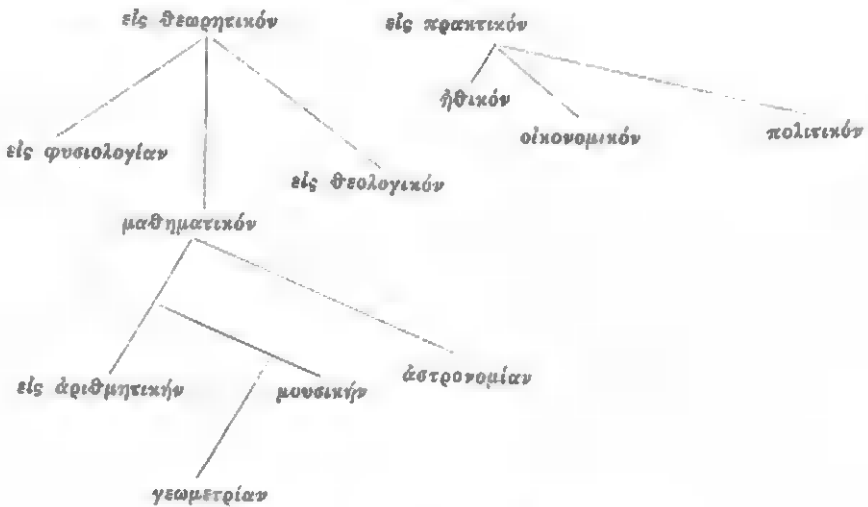 εἰς θεωρητικόν
εἰς πρακτικόν
ἠθικόν
οἰκονομικόν
πολιτικόν
εἰς φυσιολογίαν
εἰς θεολογικόν
μαθηματικόν
εἰς ἀριθμητικήν
μουσικήν
ἀστρονομίαν
γεωμετρίαν